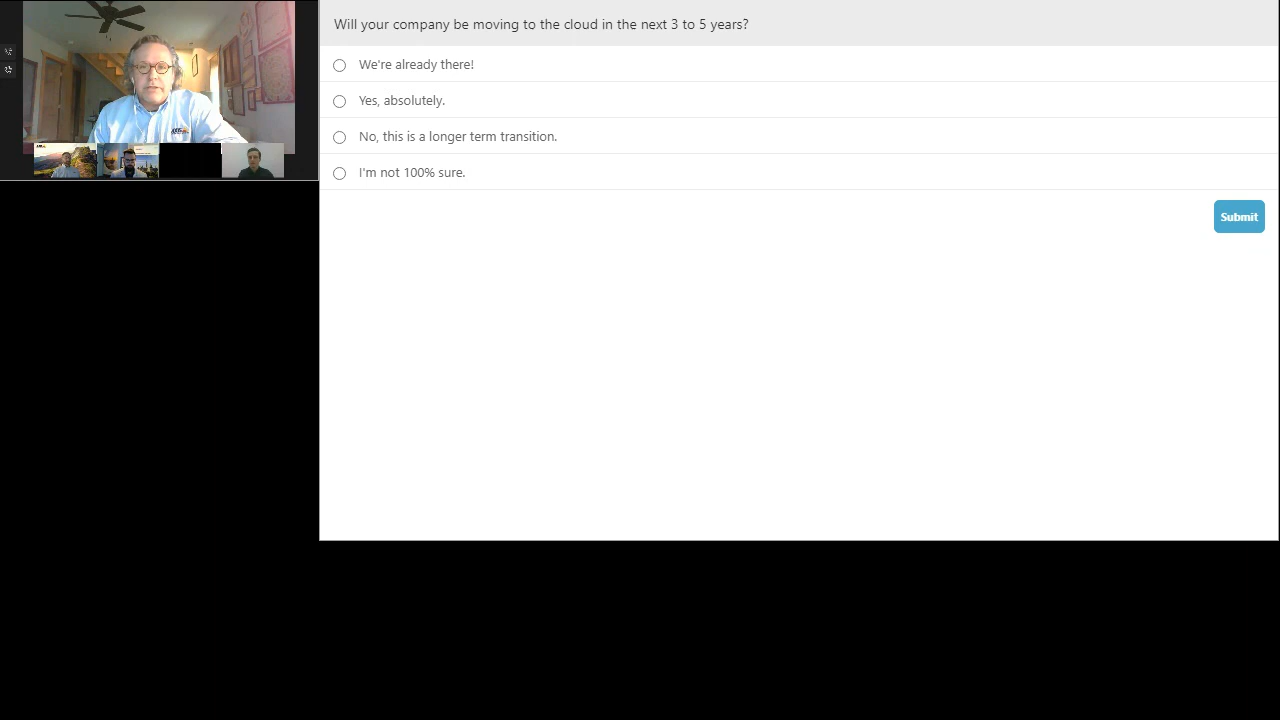 Will your company be moving to the cloud in the next 3 to 5 years?
We're already there!
Yes, absolutely.
No, this is a longer term transition.
I'm not 100% sure.
Submit